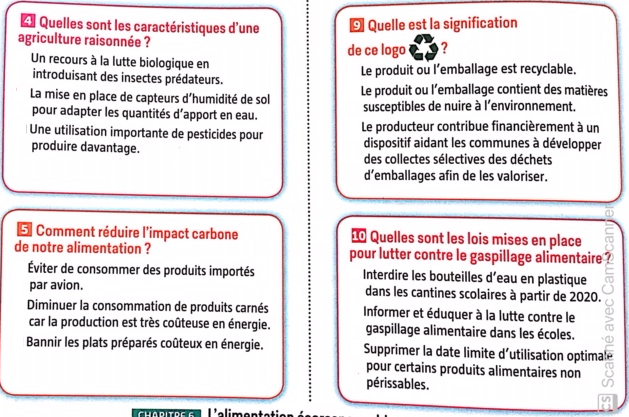 4 Quelles sont les caractéristiques d'une
agriculture raisonnée ?
Un recours à la lutte biologique en
introduisant des insectes prédateurs.
La mise en place de capteurs d'humidité de sol
pour adapter les quantités d'apport en eau.
Une utilisation importante de pesticides pour
produire davantage.
5 Comment réduire l'impact carbone
de notre alimentation ?
Éviter de consommer des produits importés
par avion.
Diminuer la consommation de produits carnés
car la production est très coûteuse en énergie.
Bannir les plats préparés coûteux en énergie.
9 Quelle est la signification
de ce logo ?
Le produit ou l'emballage est recyclable.
Le produit ou l'emballage contient des matières
susceptibles de nuire à l'environnement.
Le producteur contribue financièrement à un
dispositif aidant les communes à développer
des collectes sélectives des déchets
d'emballages afin de les valoriser.
10 Quelles sont les lois mises en place
pour lutter contre le gaspillage alimentaire ?
Interdire les bouteilles d'eau en plastique
dans les cantines scolaires à partir de 2020.
Informer et éduquer à la lutte contre le
gaspillage alimentaire dans les écoles.
Supprimer la date limite d'utilisation optimale
pour certains produits alimentaires non
périssables.
CHAPITRE 6 L'alimentation
CS Scanné avec CamScanner